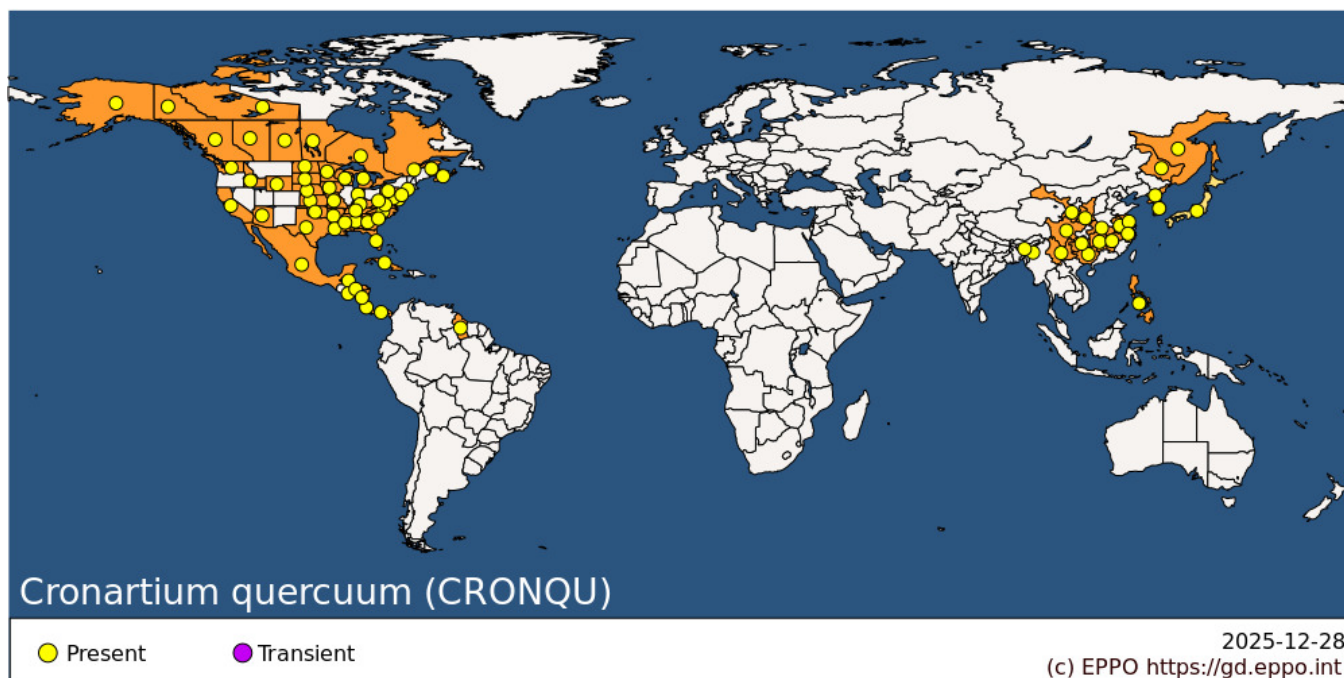 Cronartium quercuum (CRONQU)
Present
Transient
2025-12-28
(c) EPPO https://gd.eppo.int